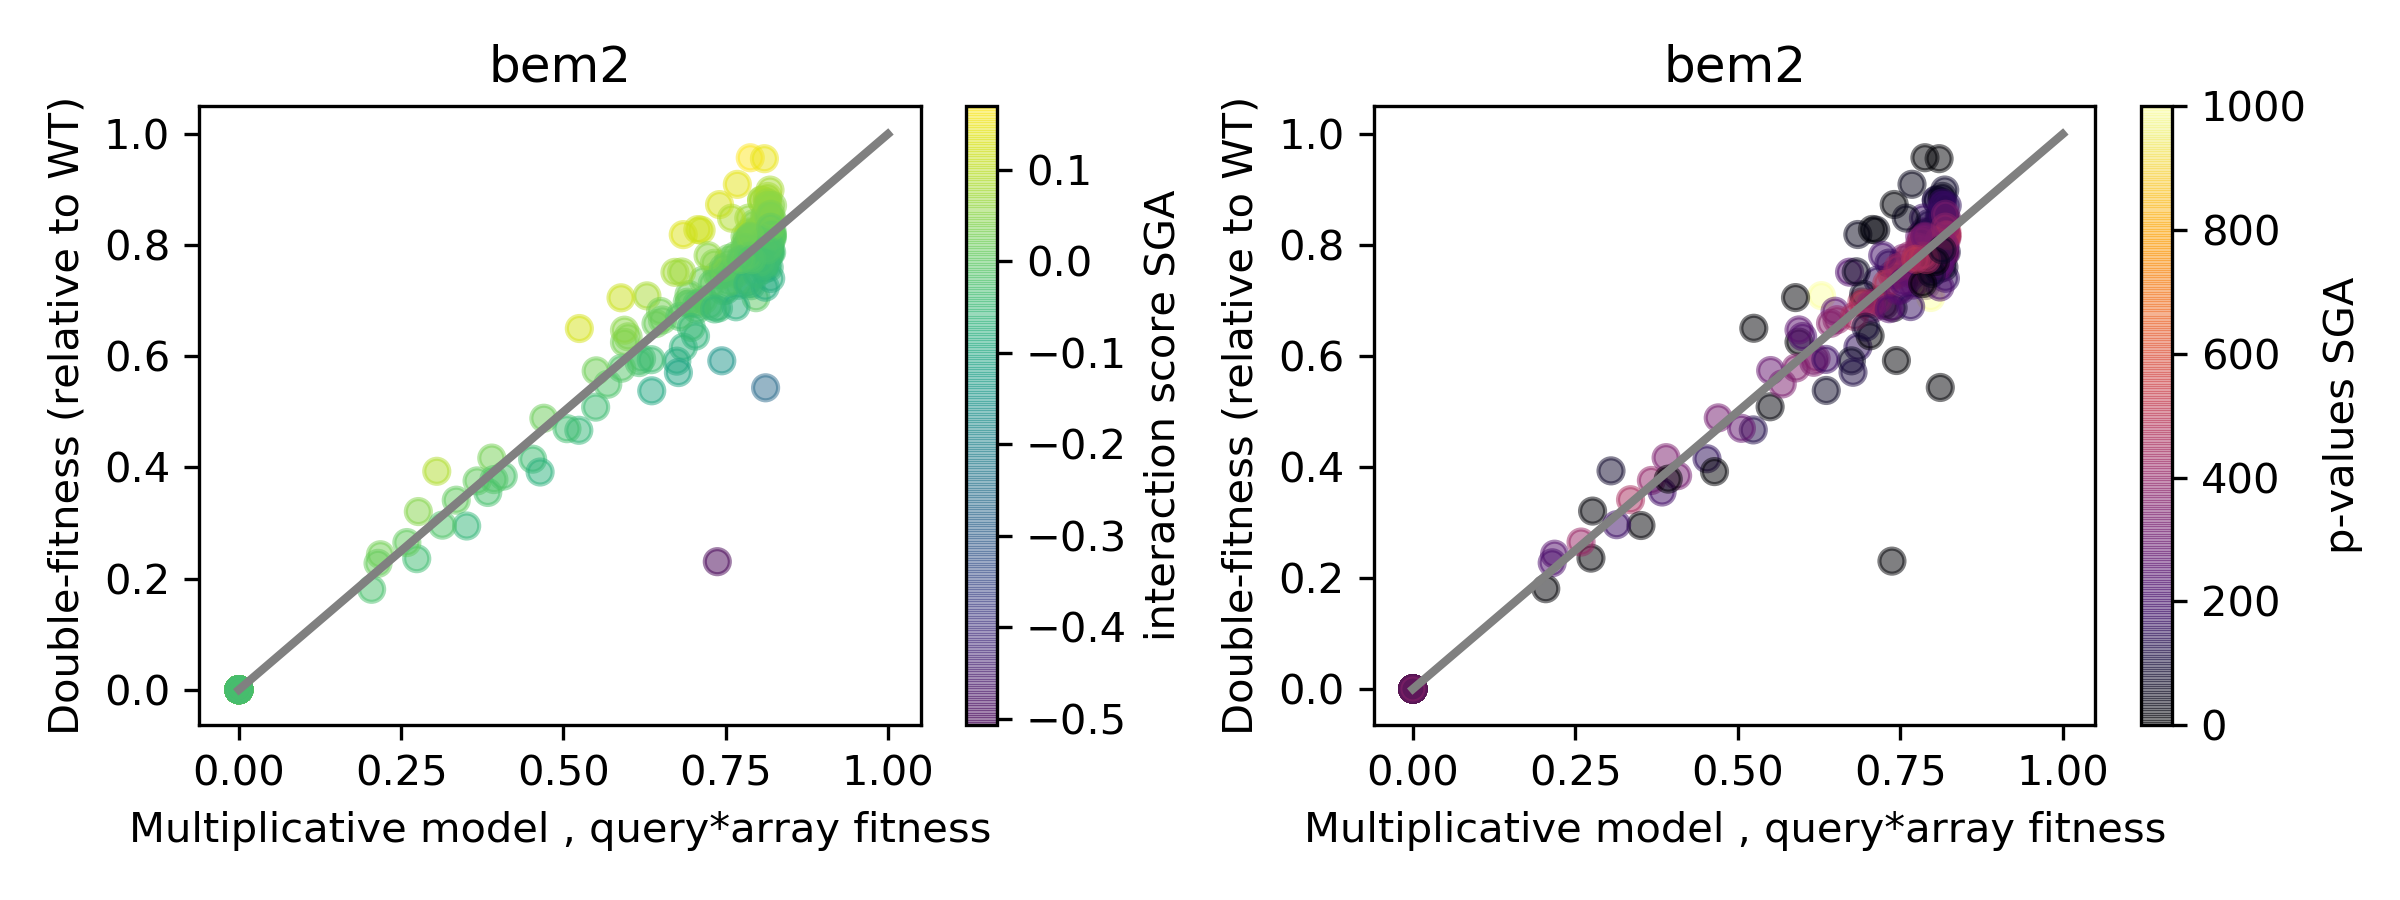 bem2
Double-fitness (relative to WT)
1.0
0.8
0.6
0.4
0.2
0.0
0.00 0.25 0.50 0.75 1.00
Multiplicative model , query*array fitness
0.1
0.0
−0.1
−0.2
−0.3
−0.4
−0.5
interaction score SGA
bem2
Double-fitness (relative to WT)
1.0
0.8
0.6
0.4
0.2
0.0
0.00 0.25 0.50 0.75 1.00
Multiplicative model , query*array fitness
1000
800
600
400
200
0
p-values SGA